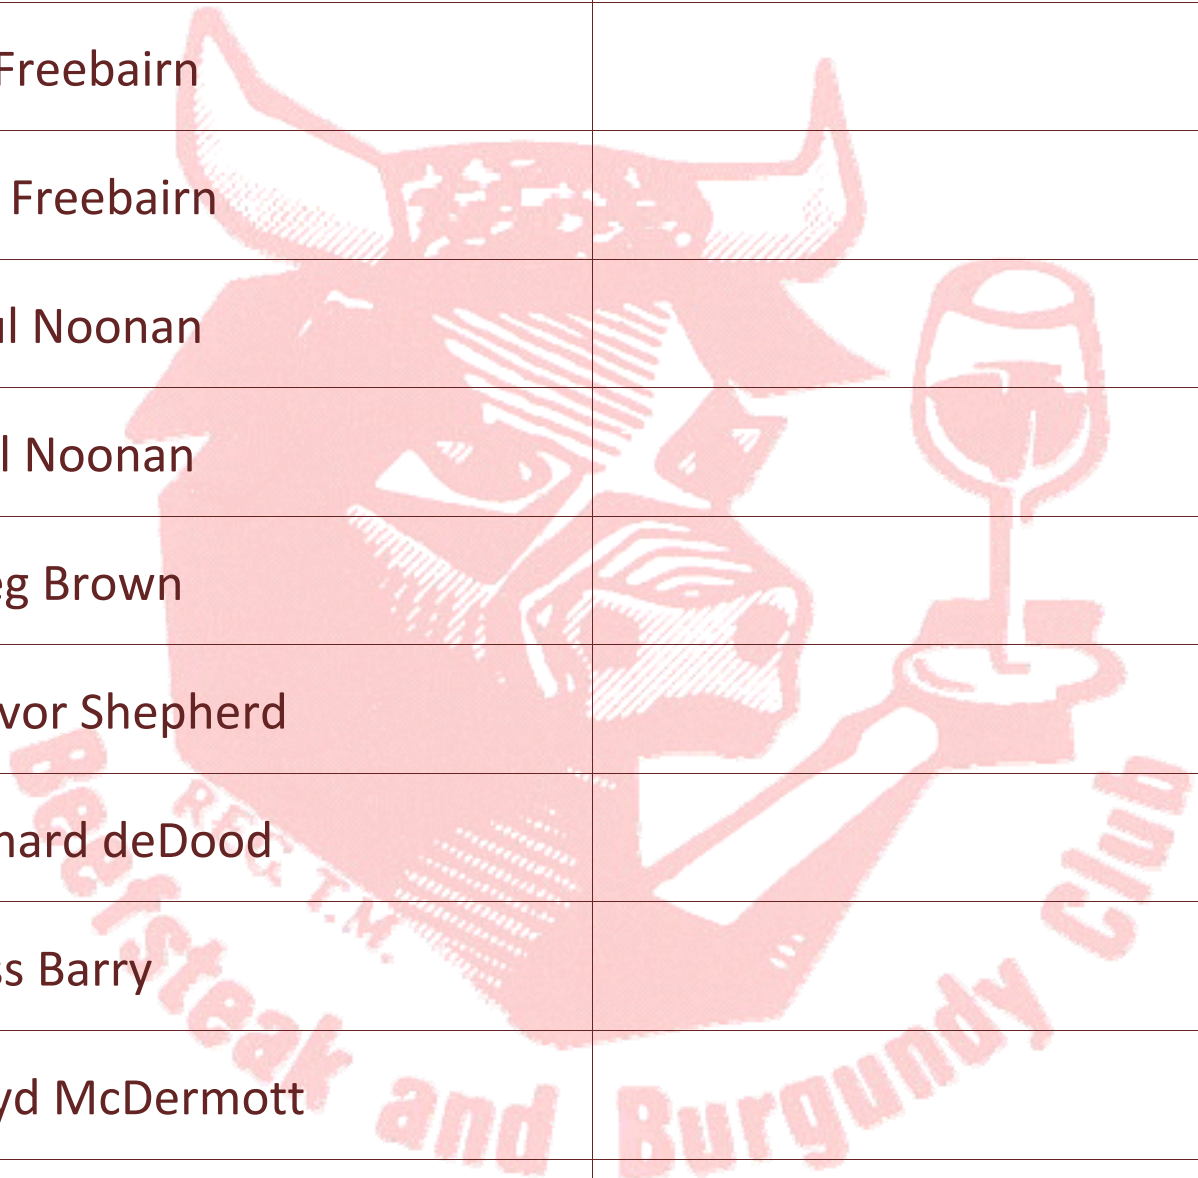 Freebairn
Freebairn
ul Noonan
l Noonan
eg Brown
vor Shepherd
hard deDood
ss Barry
yd McDermott
REG. T.M.
Beefsteak and Burgundy Club